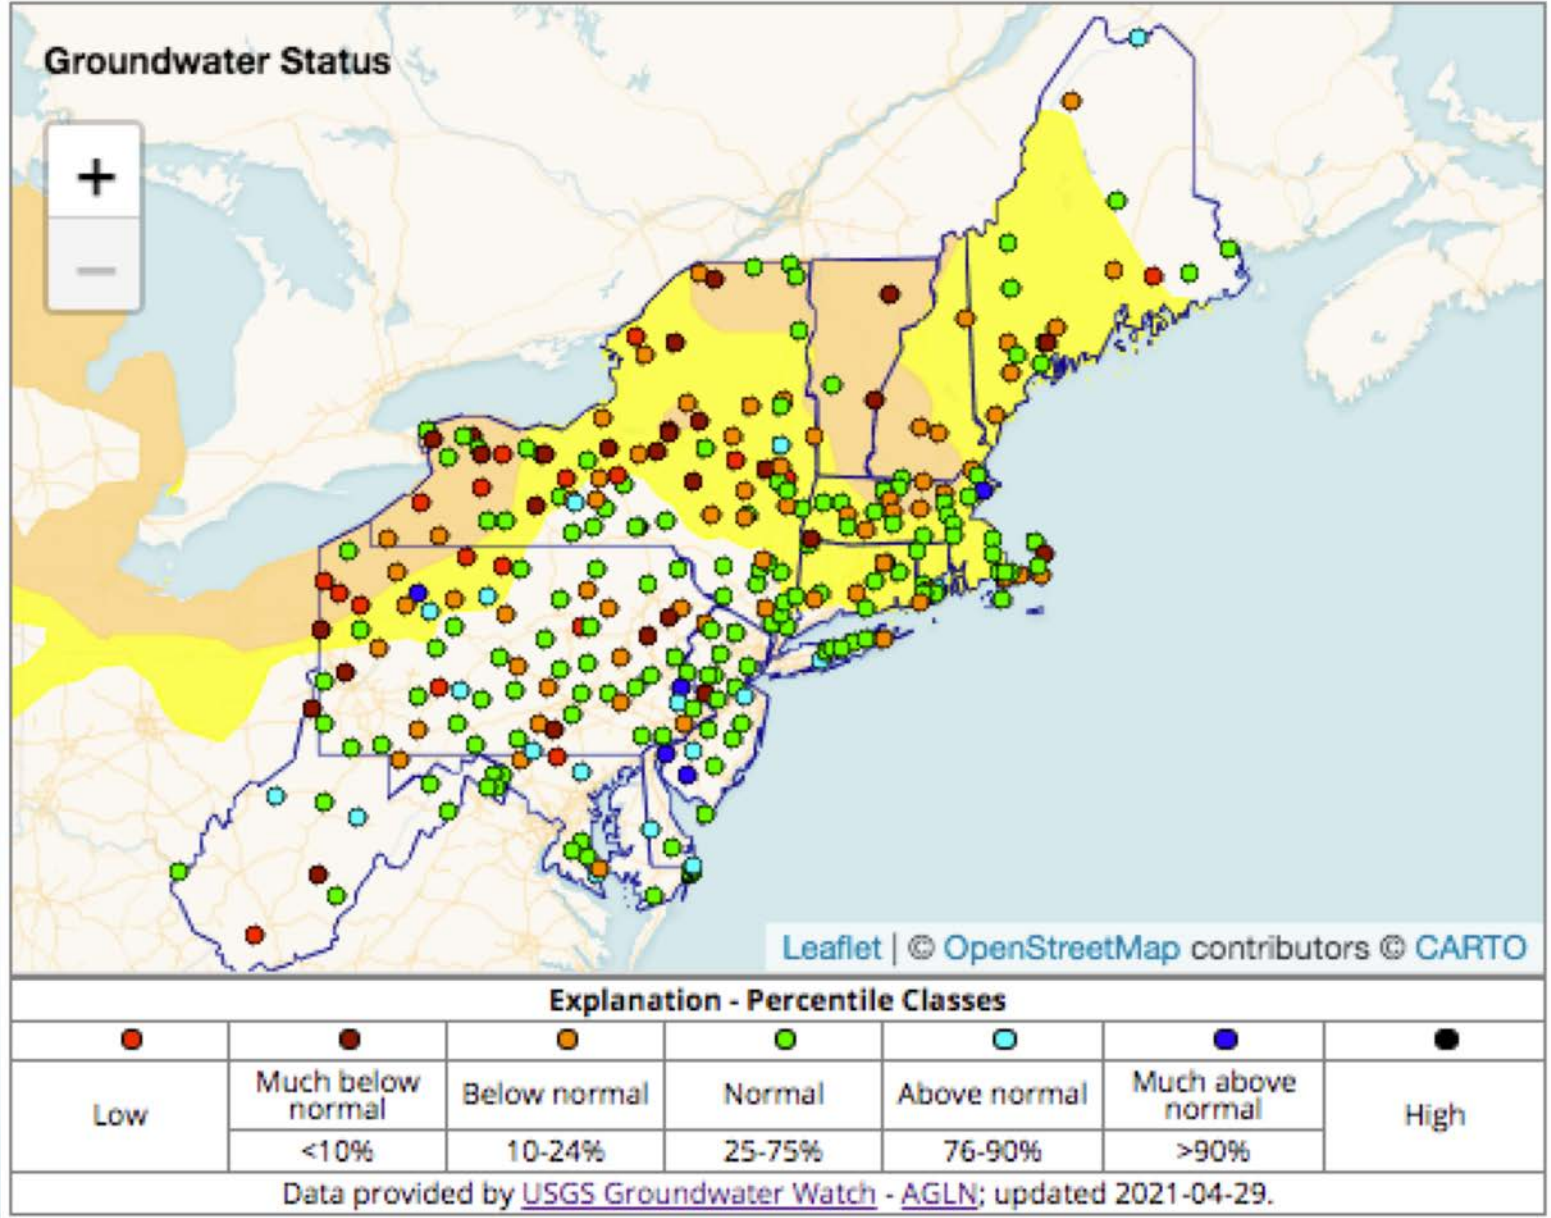 Groundwater Status
+
−
Leaflet | © OpenStreetMap contributors © CARTO
Explanation - Percentile Classes
Low
Much below normal
Below normal
Normal
Above normal
Much above normal
High
<10%
10-24%
25-75%
76-90%
>90%
Data provided by USGS Groundwater Watch - AGLN; updated 2021-04-29.